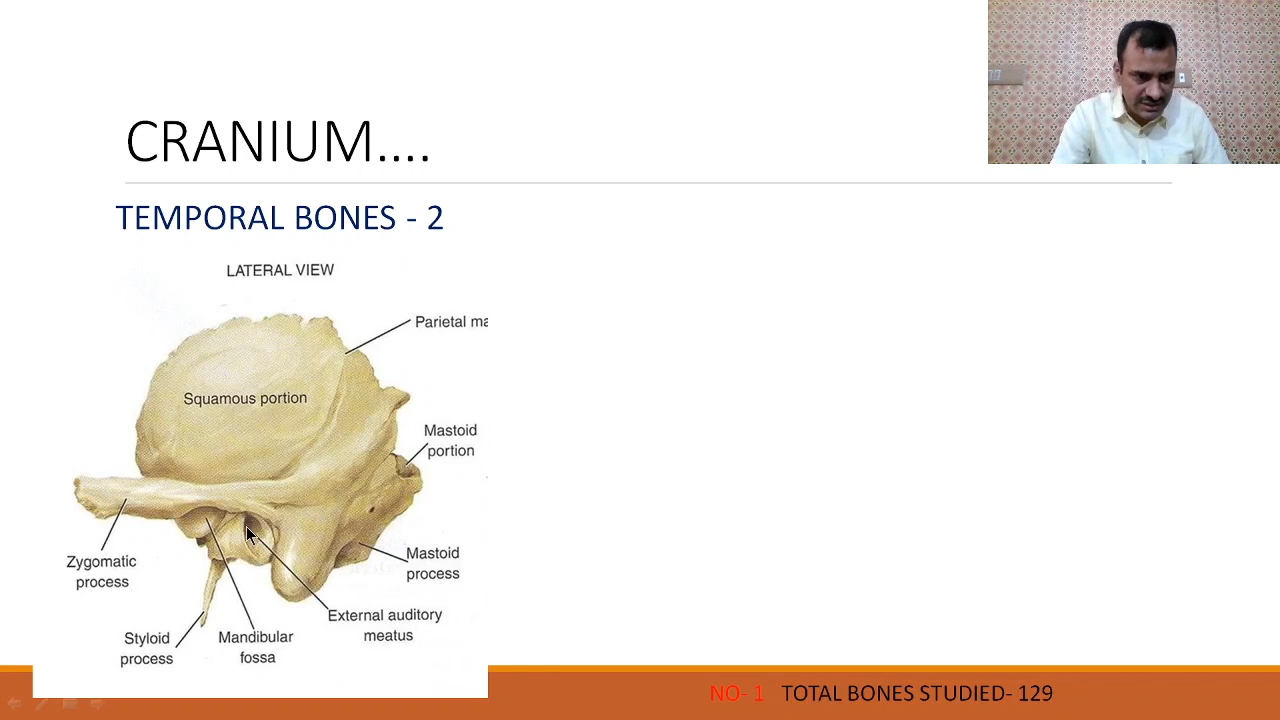 CRANIUM....
TEMPORAL BONES - 2
LATERAL VIEW
Parietal ma
Squamous portion
Mastoid
portion
Zygomatic
process
Mastoid
process
External auditory
meatus
Styloid
process
Mandibular
fossa
NO- 1 TOTAL BONES STUDIED- 129